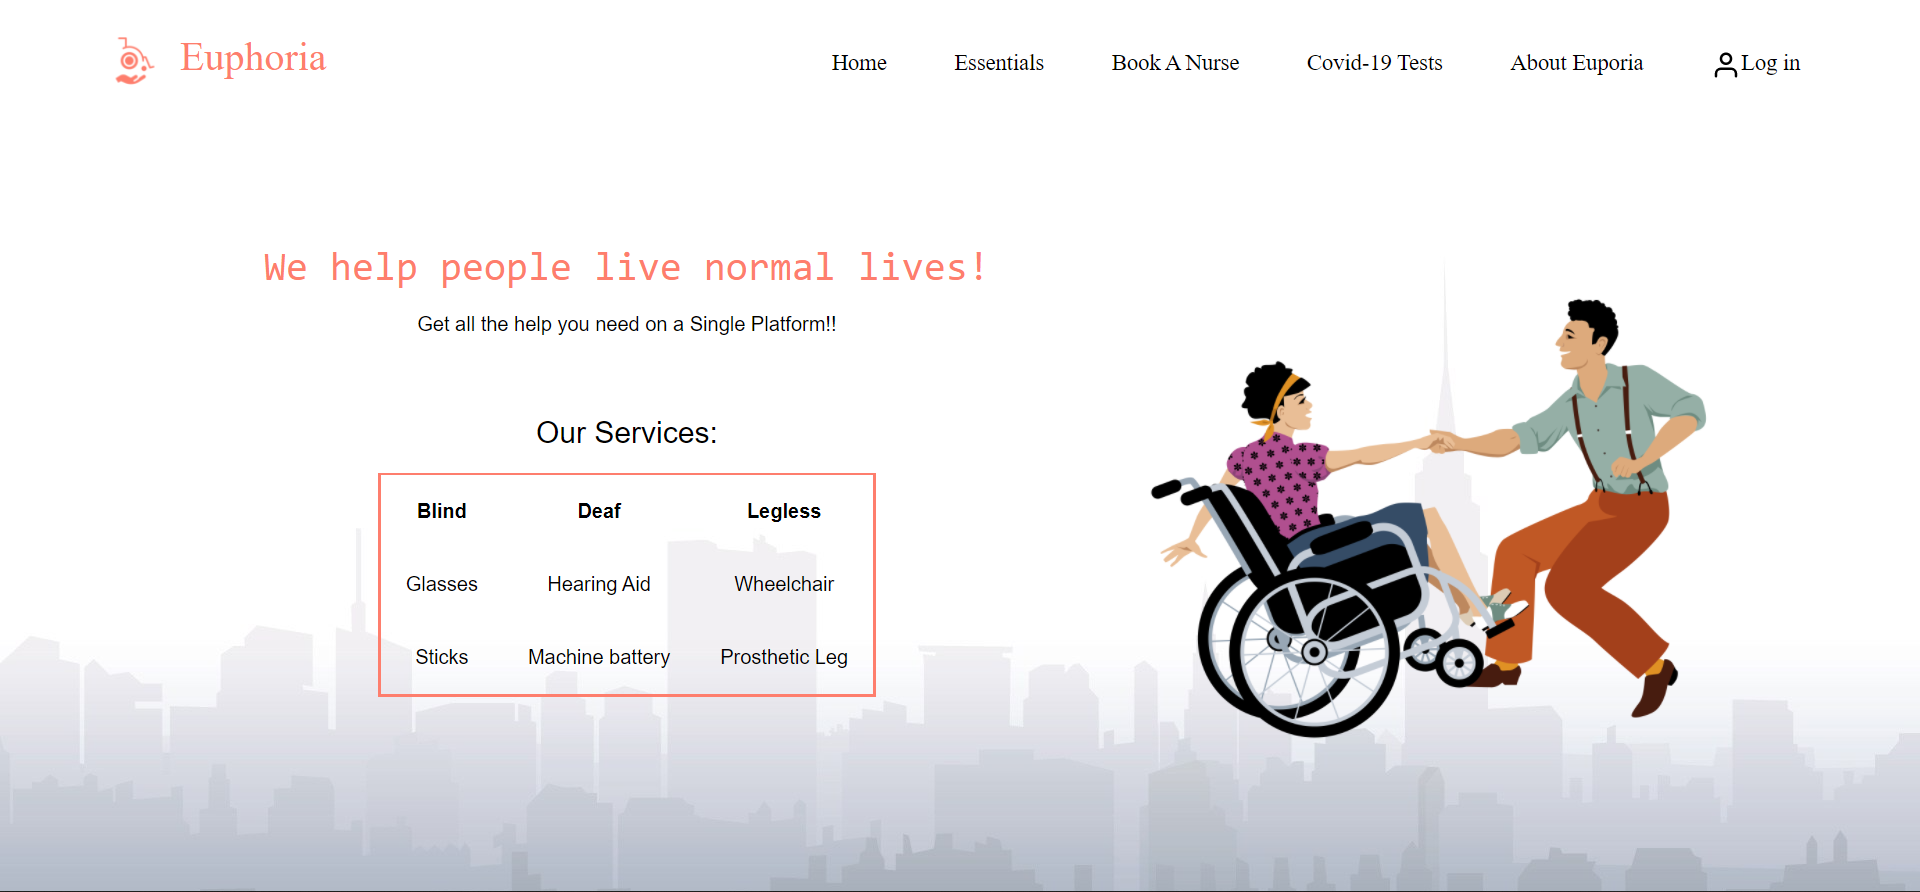 Euphoria
Home Essentials Book A Nurse Covid-19 Tests About Euporia Log in
We help people live normal lives!
Get all the help you need on a Single Platform!!
Our Services:
Blind Deaf Legless
Glasses Hearing Aid Wheelchair
Sticks Machine battery Prosthetic Leg